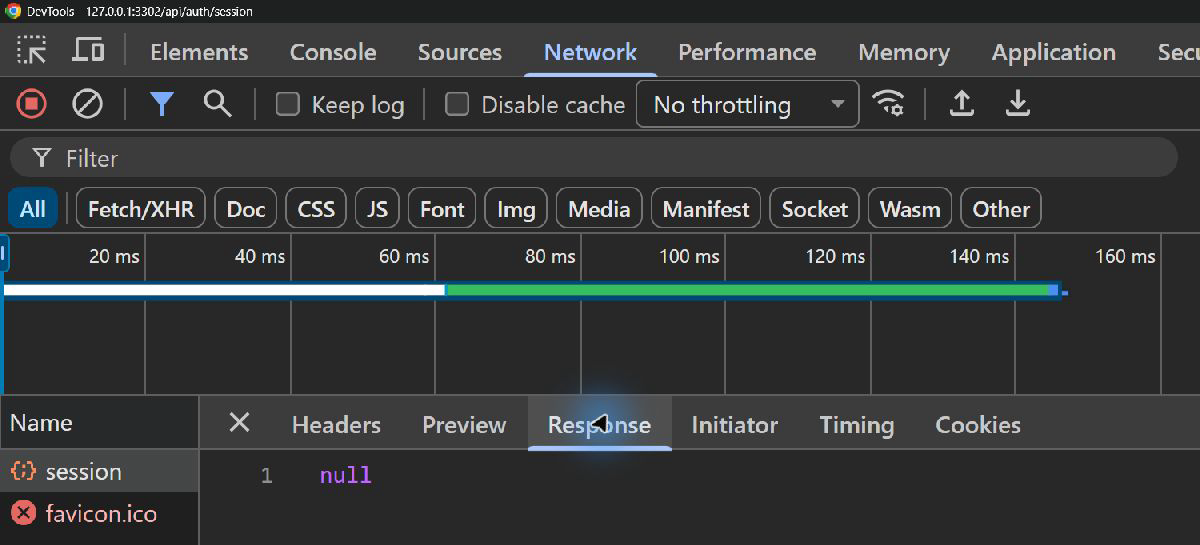 DevTools 127.0.0.1:3302/api/auth/session
Elements Console Sources Network Performance Memory Application
Keep log Disable cache No throttling
Filter
All Fetch/XHR Doc CSS JS Font Img Media Manifest Socket Wasm Other
20 ms 40 ms 60 ms 80 ms 100 ms 120 ms 140 ms 160 ms
Name Headers Preview Response Initiator Timing Cookies
session 1 null
favicon.ico